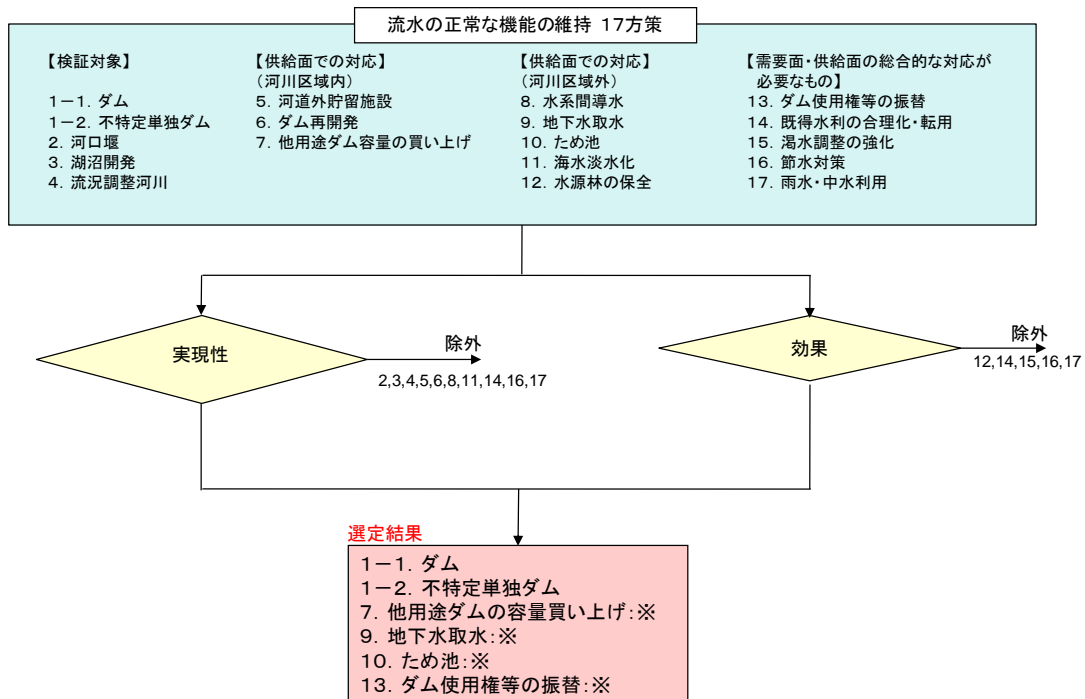 流水の正常な機能の維持 17方策
【検証対象】
1－1．ダム
1－2．不特定単独ダム
2．河口堰
3．湖沼開発
4．流況調整河川
【供給面での対応】
（河川区域内）
5．河道外貯留施設
6．ダム再開発
7．他用途ダム容量の買い上げ
【供給面での対応】
（河川区域外）
8．水系間導水
9．地下水取水
10．ため池
11．海水淡水化
12．水源林の保全
【需要面・供給面の総合的な対応が
必要なもの】
13．ダム使用権等の振替
14．既得水利の合理化・転用
15．渇水調整の強化
16．節水対策
17．雨水・中水利用
実現性
除外
2,3,4,5,6,8,11,14,16,17
効果
除外
12,14,15,16,17
選定結果
1－1．ダム
1－2．不特定単独ダム
7．他用途ダムの容量買い上げ：※
9．地下水取水：※
10．ため池：※
13．ダム使用権等の振替：※